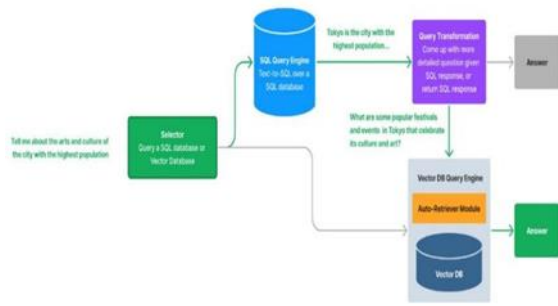 Tell me about the arts and culture of
the city with the highest population
Selector
Query a SQL database or
Vector Database
SQL Query Engine
Text-to-SQL over a
SQL database
Tokyo is the city with the
highest population...
Query Transformation
Come up with more
detailed question given
SQL response, or
return SQL response
Answer
What are some popular festivals
and events in Tokyo that celebrate
its culture and art?
Vector DB Query Engine
Auto-Retriever Module
Vector DB
Answer